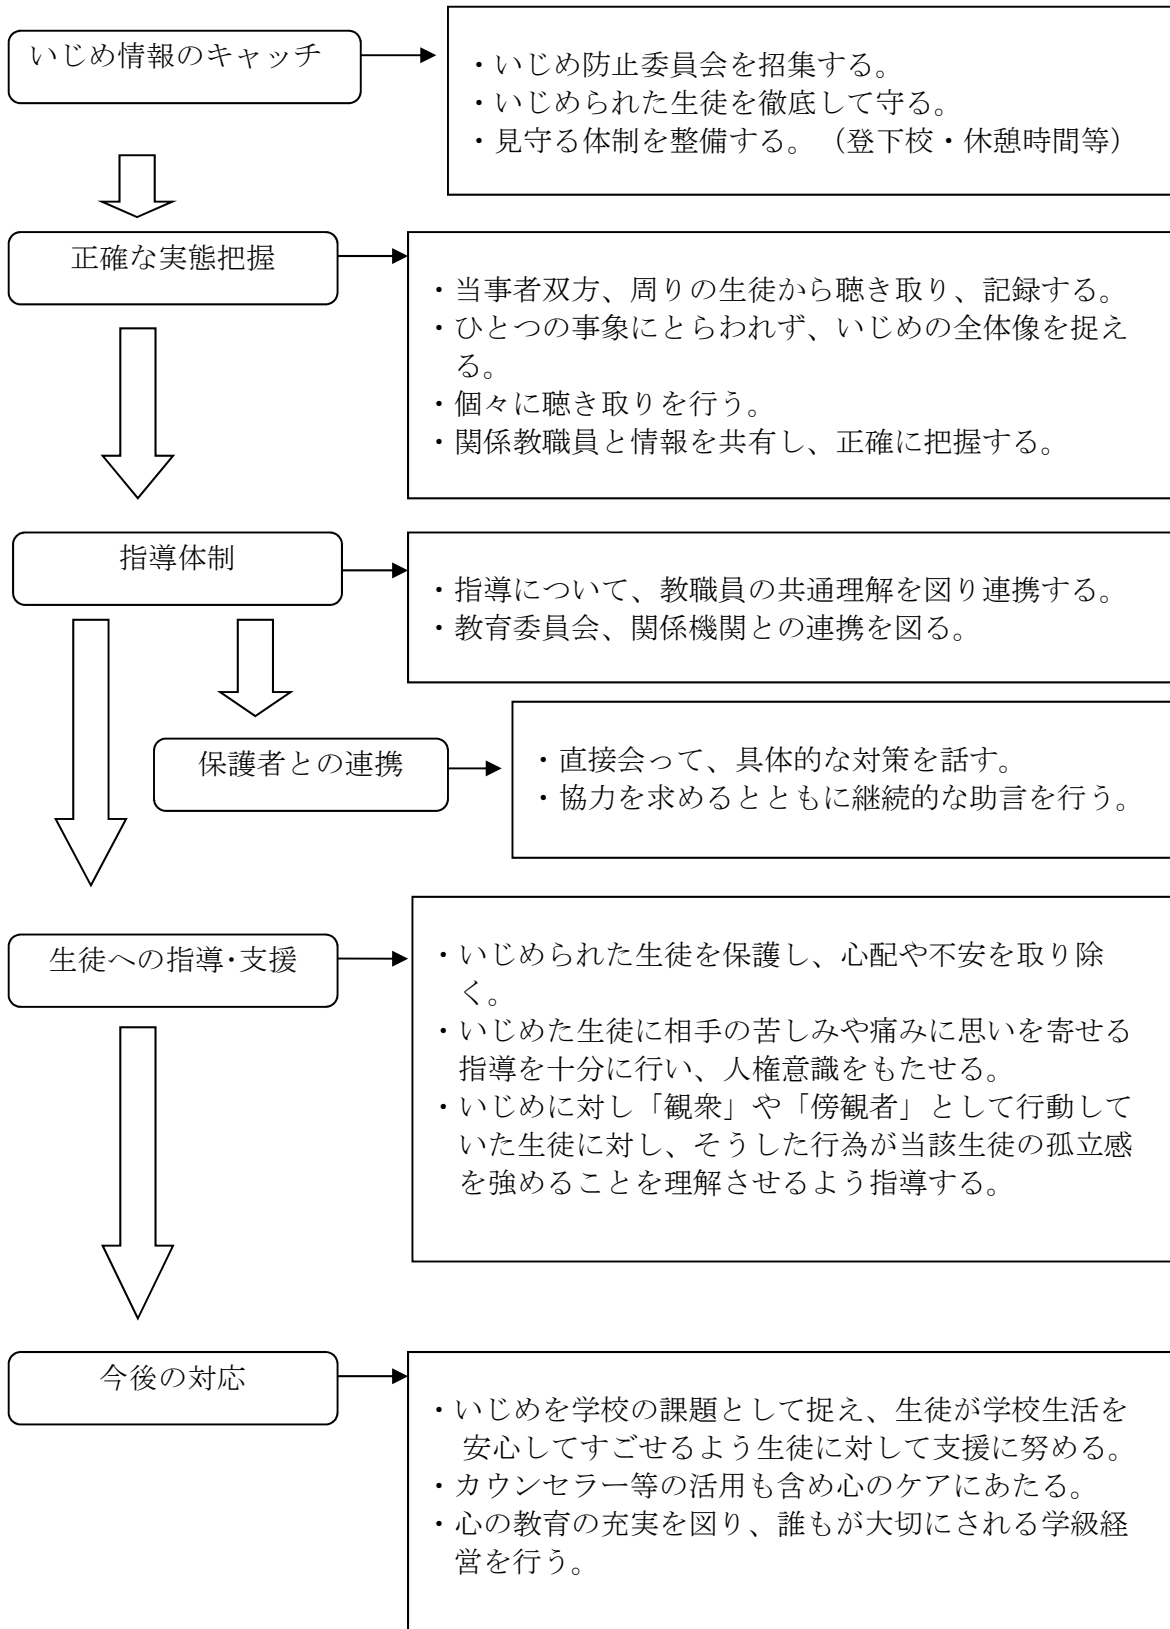 いじめ情報のキャッチ
・いじめ防止委員会を招集する。
・いじめられた生徒を徹底して守る。
・見守る体制を整備する。（登下校・休憩時間等）
正確な実態把握
・当事者双方、周りの生徒から聴き取り、記録する。
・ひとつの事象にとらわれず、いじめの全体像を捉え
る。
・個々に聴き取りを行う。
・関係教職員と情報を共有し、正確に把握する。
指導体制
・指導について、教職員の共通理解を図り連携する。
・教育委員会、関係機関との連携を図る。
保護者との連携
・直接会って、具体的な対策を話す。
・協力を求めるとともに継続的な助言を行う。
生徒への指導・支援
・いじめられた生徒を保護し、心配や不安を取り除
く。
・いじめた生徒に相手の苦しみや痛みに思いを寄せる
指導を十分に行い、人権意識をもたせる。
・いじめに対し「観衆」や「傍観者」として行動して
いた生徒に対し、そうした行為が当該生徒の孤立感
を強めることを理解させるよう指導する。
今後の対応
・いじめを学校の課題として捉え、生徒が学校生活を
安心してすごせるよう生徒に対して支援に努める。
・カウンセラー等の活用も含め心のケアにあたる。
・心の教育の充実を図り、誰もが大切にされる学級経
営を行う。